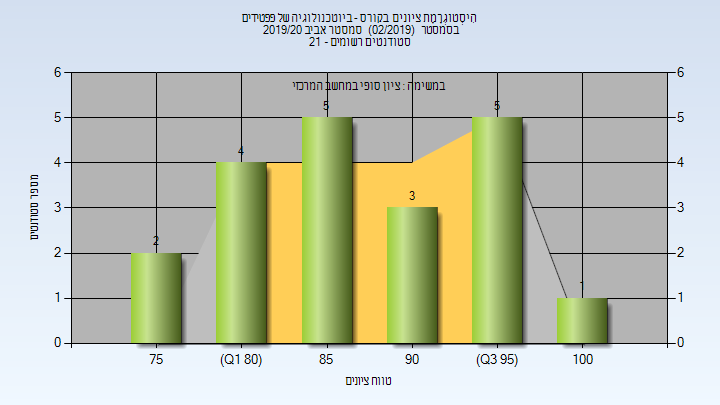 היסטוגרמת ציונים בקורס - ביוטכנולוגיה של פפטידים
בסמסטר (02/2019) סמסטר אביב 2019/20
סטודנטים רשומים - 21
במשימה : ציון סופי במחשב המרכזי
6 6
5 5
4 4
3 3
2 2
1 1
0 0
2 4 5 3 5 1
75 (Q1 80) 85 90 (Q3 95) 100
מספר סטודנטים
טווח ציונים